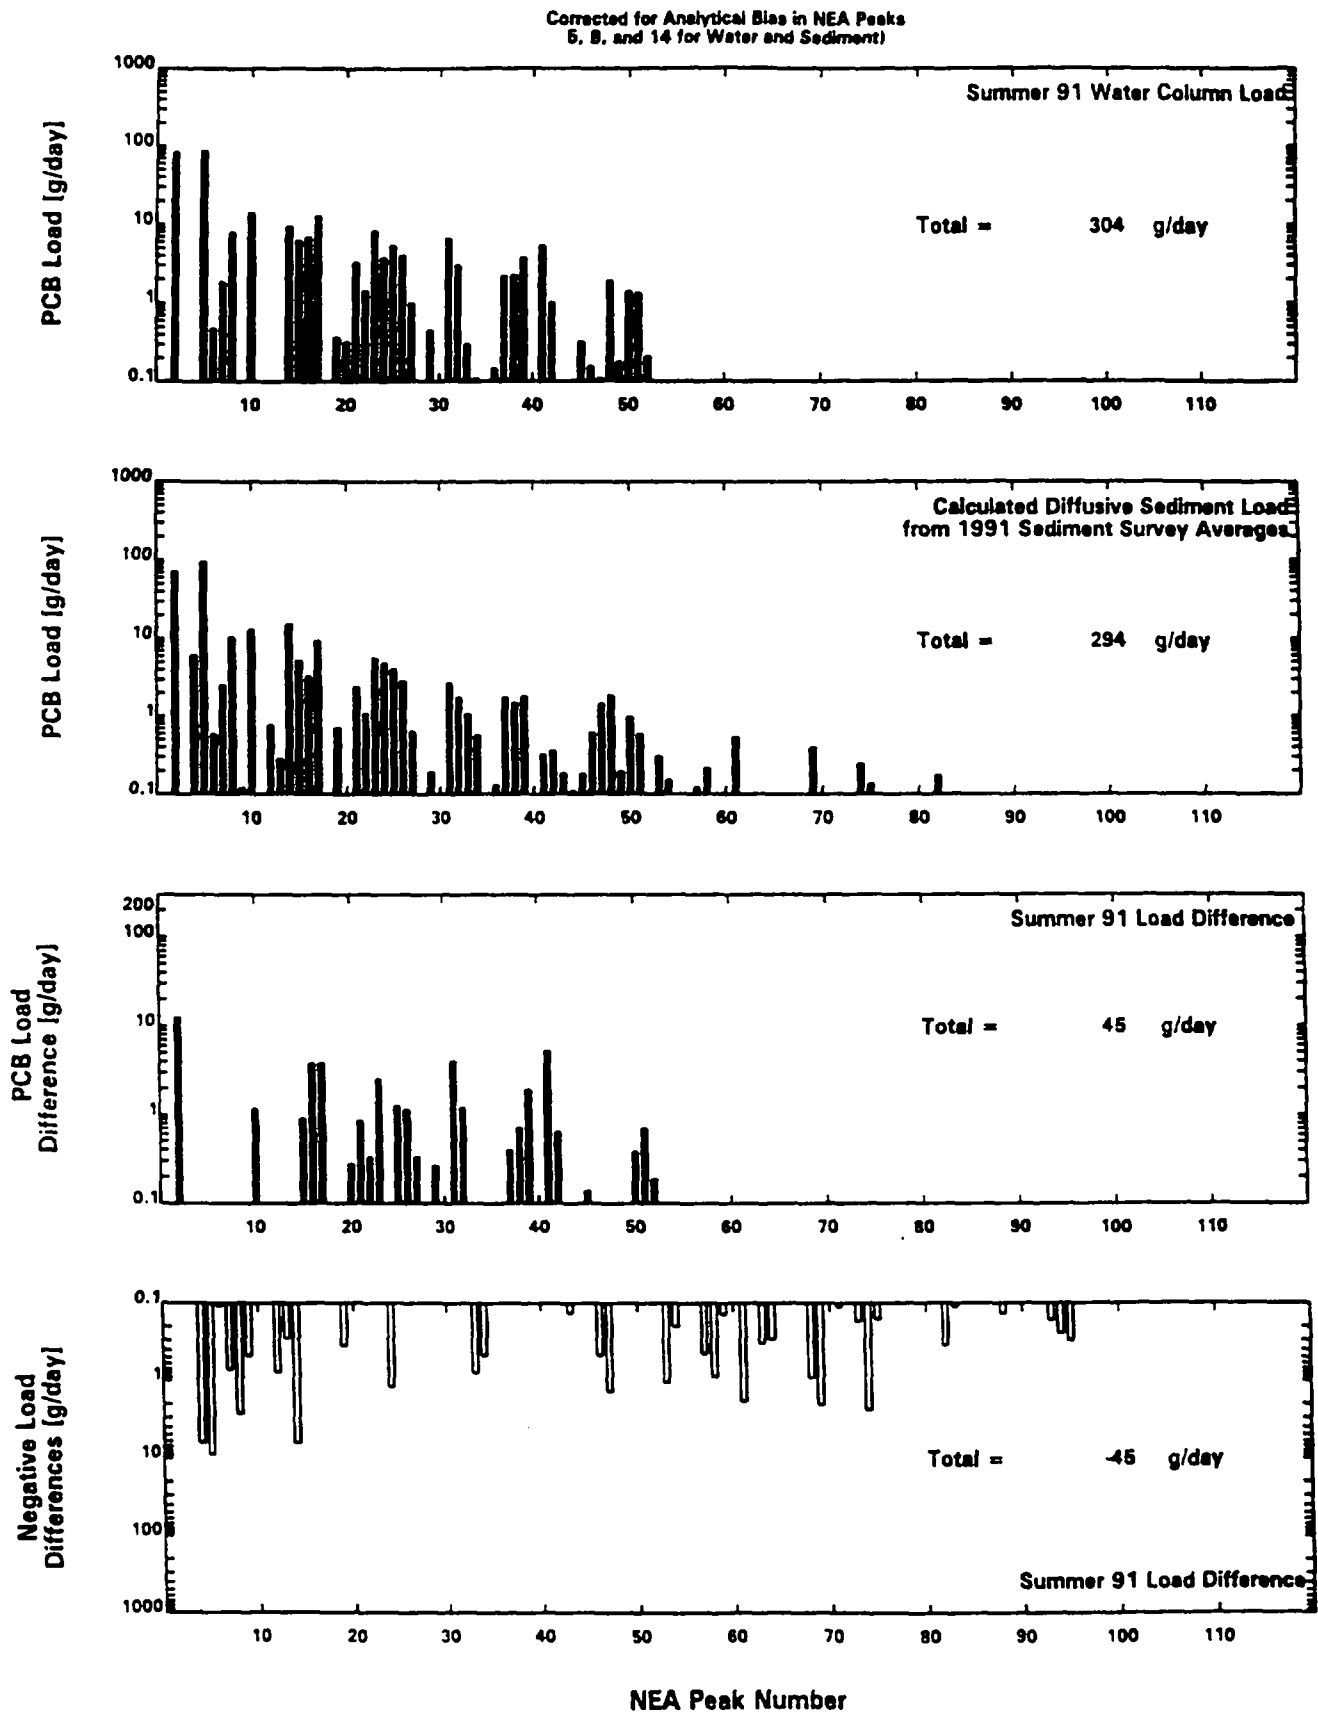 Corrected for Analytical Bias in NEA Peaks
5, 8, and 14 for Water and Sediment)
1000
100
10
1
0.1
PCB Load [g/day]
Summer 91 Water Column Load
Total = 304 g/day
10 20 30 40 50 60 70 80 90 100 110
1000
100
10
1
0.1
PCB Load [g/day]
Calculated Diffusive Sediment Load
from 1991 Sediment Survey Averages
Total = 294 g/day
10 20 30 40 50 60 70 80 90 100 110
200
100
10
1
0.1
PCB Load
Difference [g/day]
Summer 91 Load Difference
Total = 45 g/day
10 20 30 40 50 60 70 80 90 100 110
0.1
1
10
100
1000
Negative Load
Differences [g/day]
Total = -45 g/day
Summer 91 Load Difference
10 20 30 40 50 60 70 80 90 100 110
NEA Peak Number